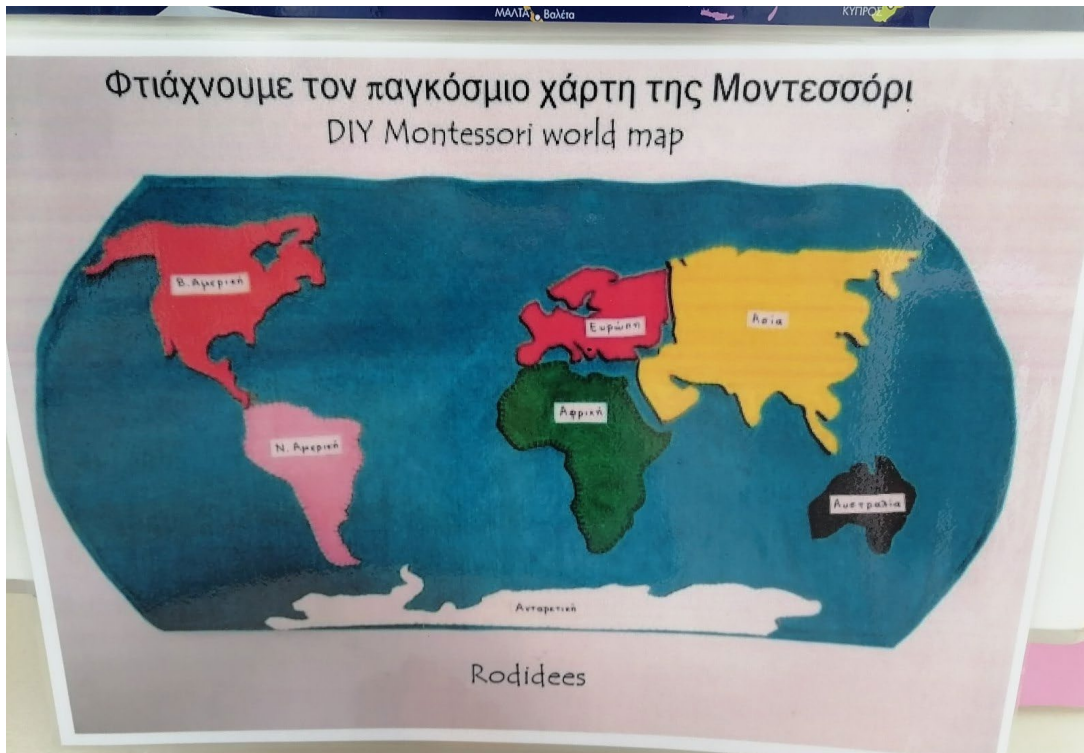 ΜΑΛΤΑ Βαλέτα
ΚΥΠΡΟΣ
Φτιάχνουμε τον παγκόσμιο χάρτη της Μοντεσσόρι
DIY Montessori world map
Β. Αμερική
Ευρώπη
Ασία
Αφρική
Ν. Αμερική
Αυστραλία
Ανταρκτική
Rodidees